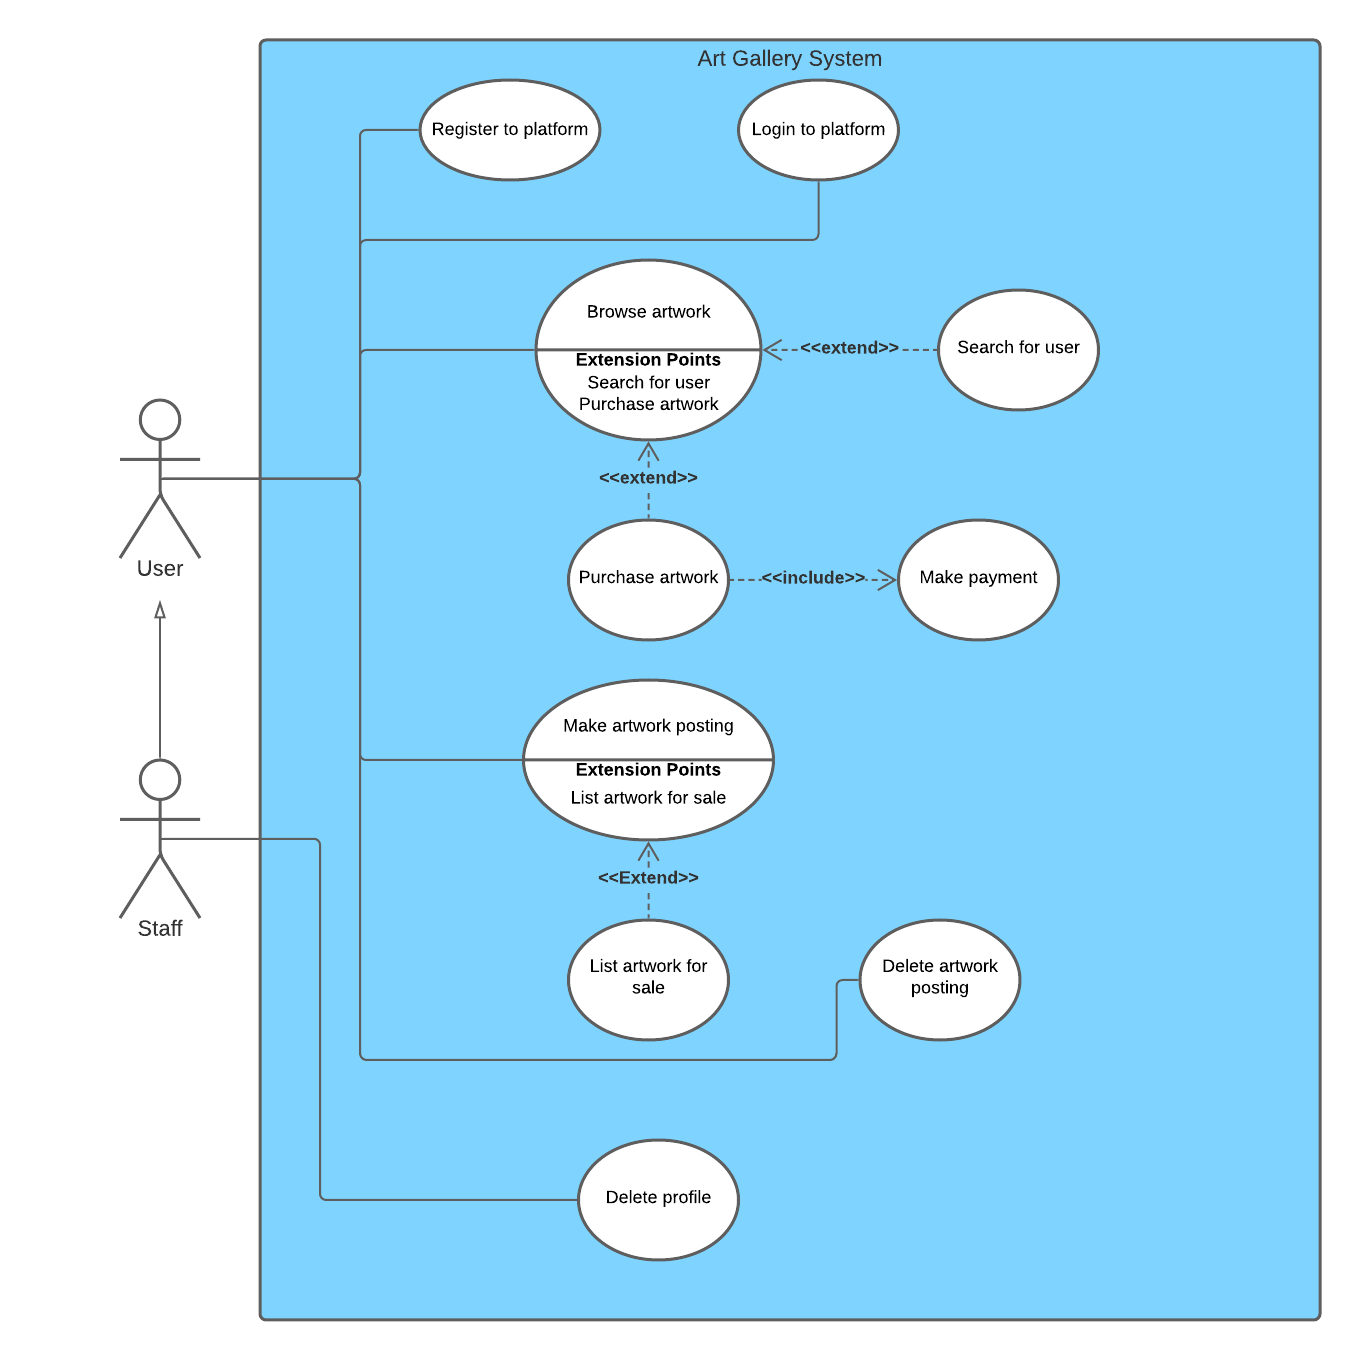 Art Gallery System
Register to platform
Login to platform
Browse artwork
Extension Points
Search for user
Purchase artwork
<<extend>>
Search for user
<<extend>>
User
Purchase artwork
<<include>>
Make payment
Make artwork posting
Extension Points
List artwork for sale
<<Extend>>
Staff
List artwork for
sale
Delete artwork
posting
Delete profile